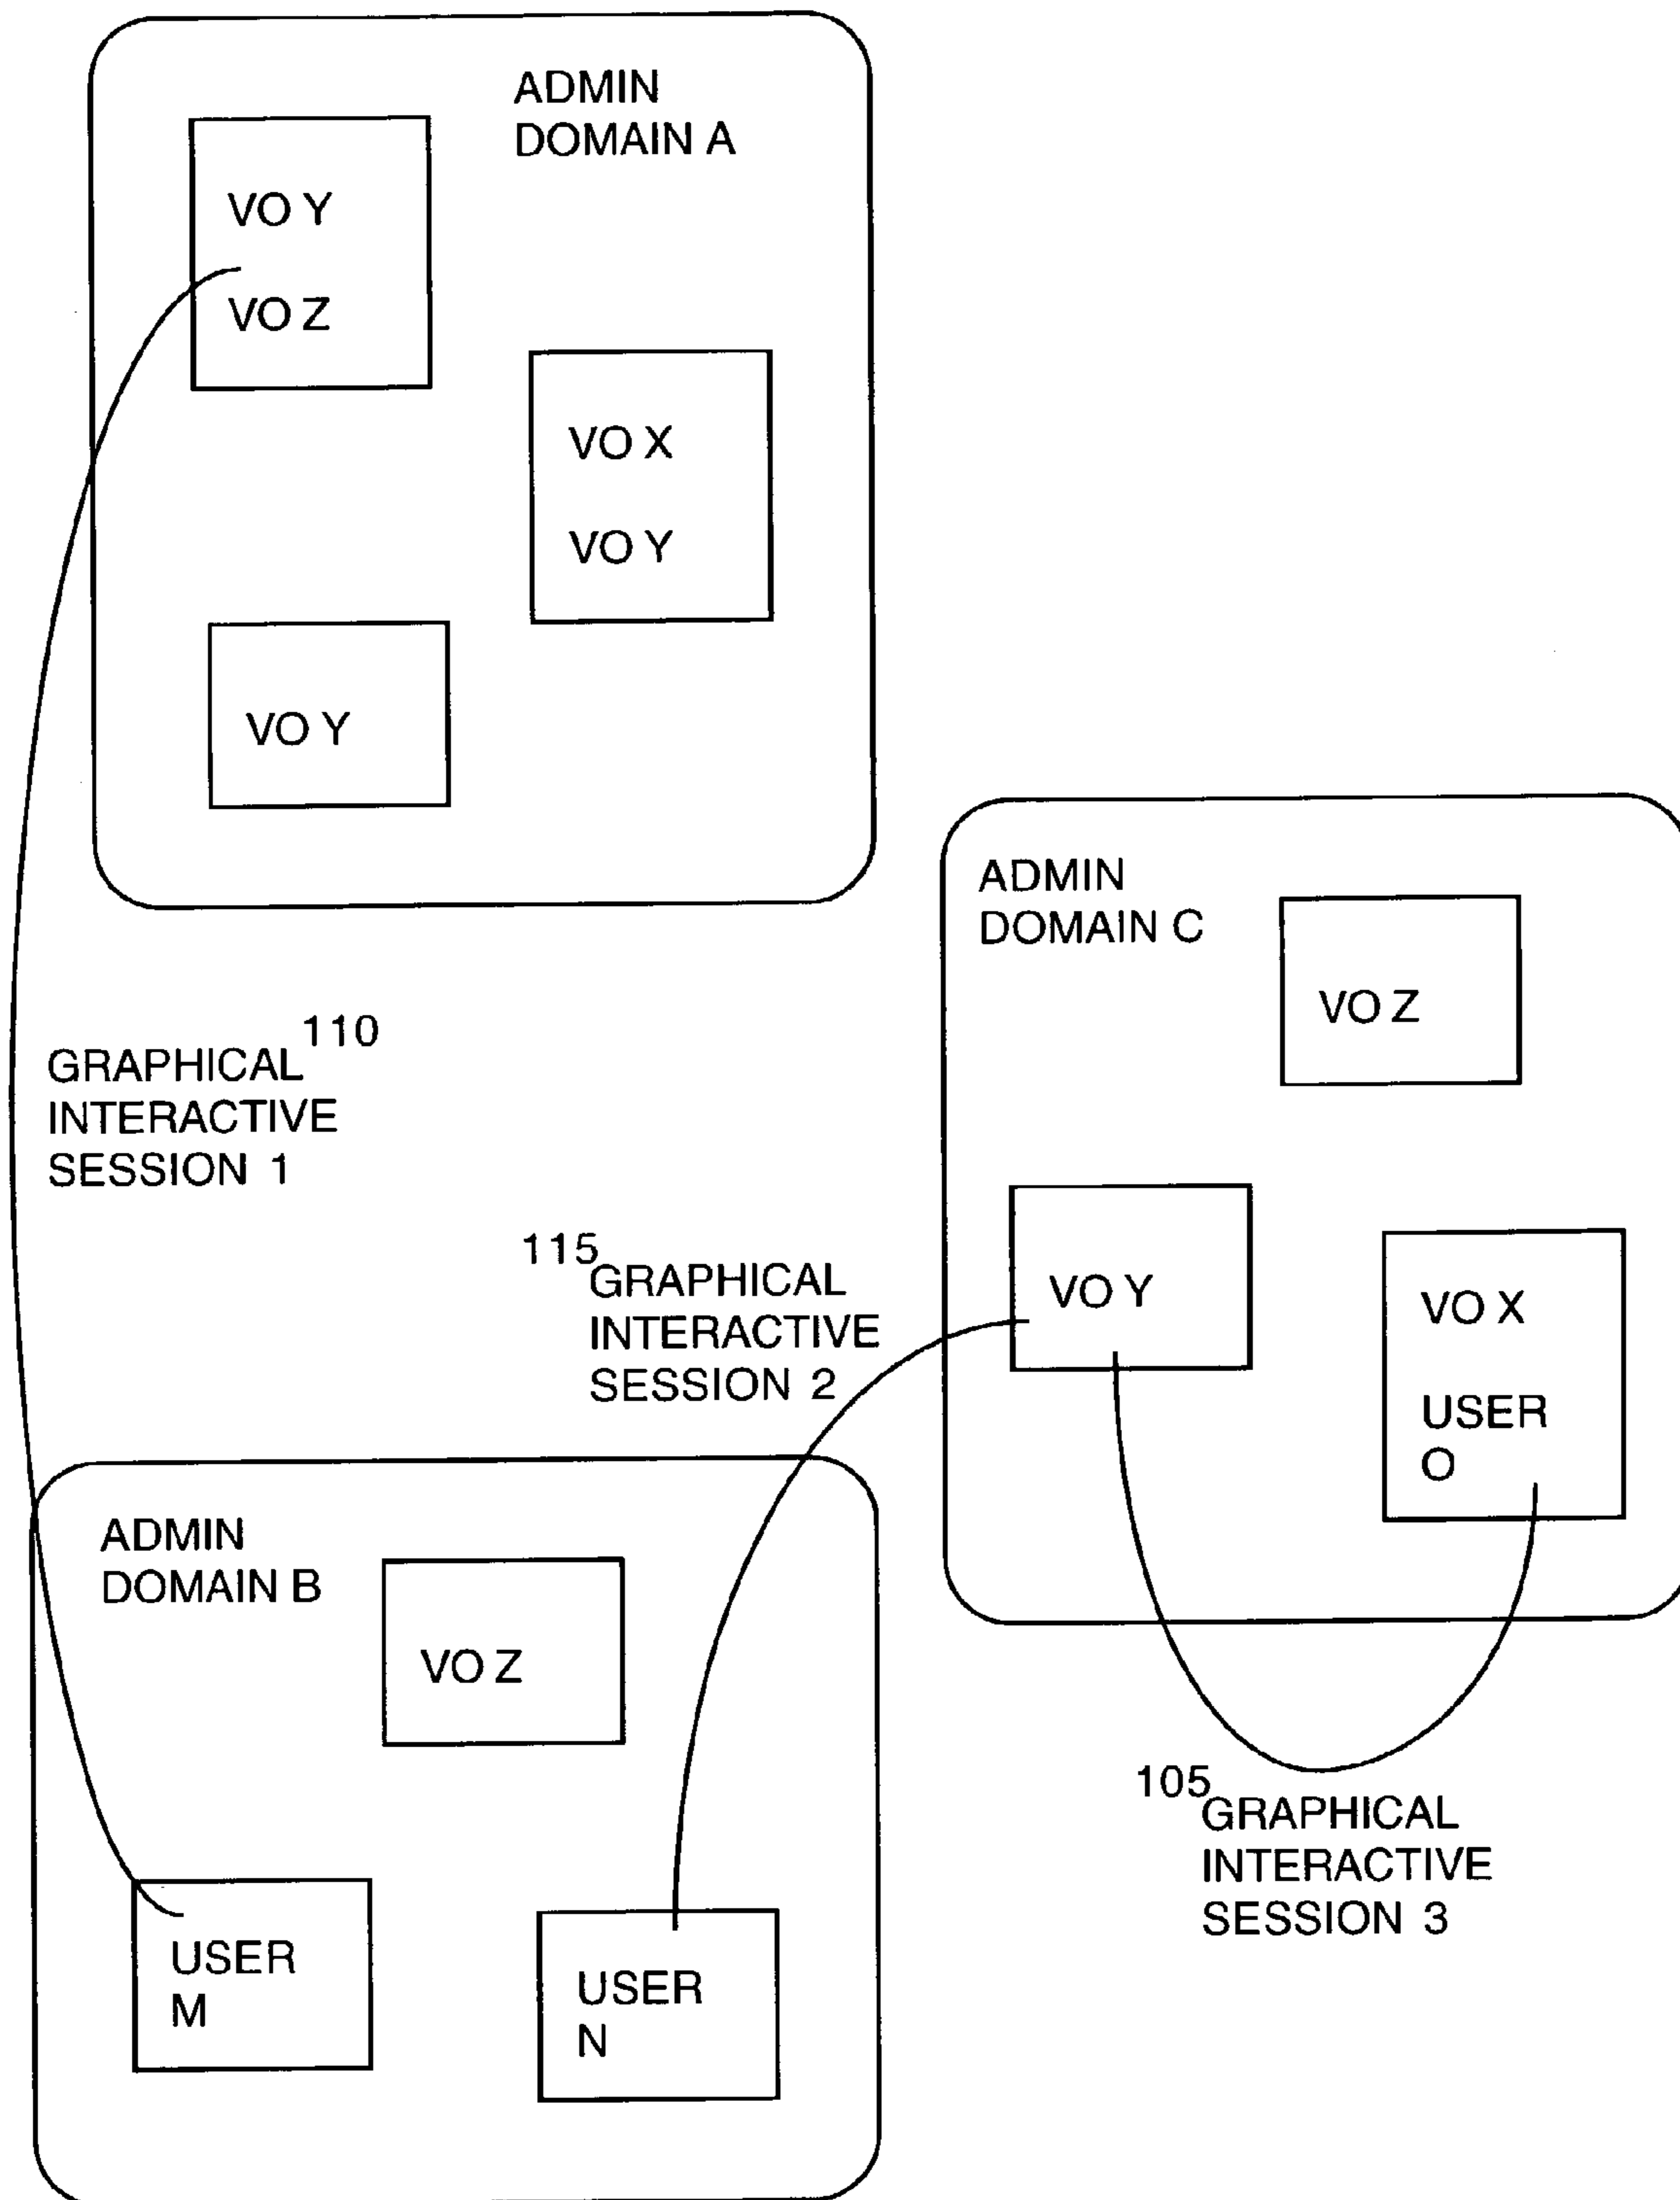 ADMIN
DOMAIN A
VO Y
VO Z
VO X
VO Y
VO Y
ADMIN
DOMAIN C
VO Z
110
GRAPHICAL
INTERACTIVE
SESSION 1
115
GRAPHICAL
INTERACTIVE
SESSION 2
VO Y
VO X
USER
O
ADMIN
DOMAIN B
VO Z
USER
M
USER
N
105
GRAPHICAL
INTERACTIVE
SESSION 3